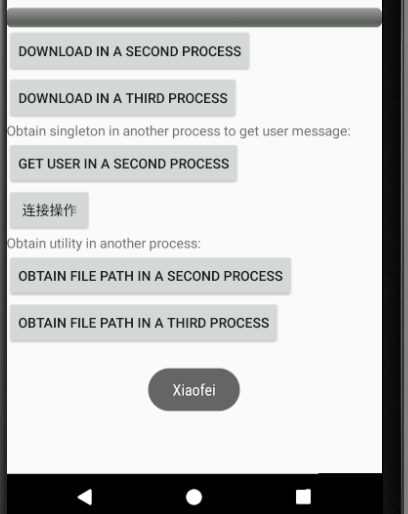 DOWNLOAD IN A SECOND PROCESS
DOWNLOAD IN A THIRD PROCESS
Obtain singleton in another process to get user message:
GET USER IN A SECOND PROCESS
连接操作
Obtain utility in another process:
OBTAIN FILE PATH IN A SECOND PROCESS
OBTAIN FILE PATH IN A THIRD PROCESS
Xiaofei